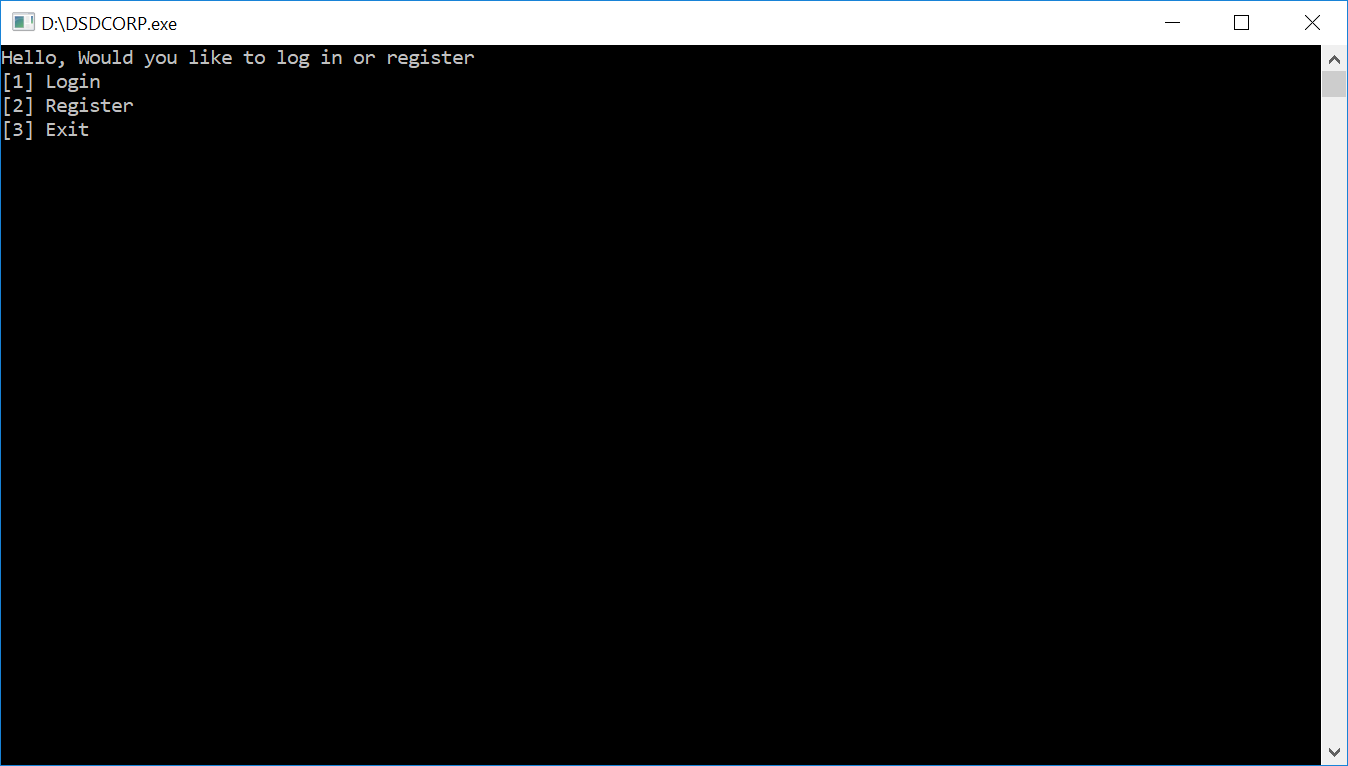 D:\DSDCORP.exe
Hello, Would you like to log in or register
[1] Login
[2] Register
[3] Exit